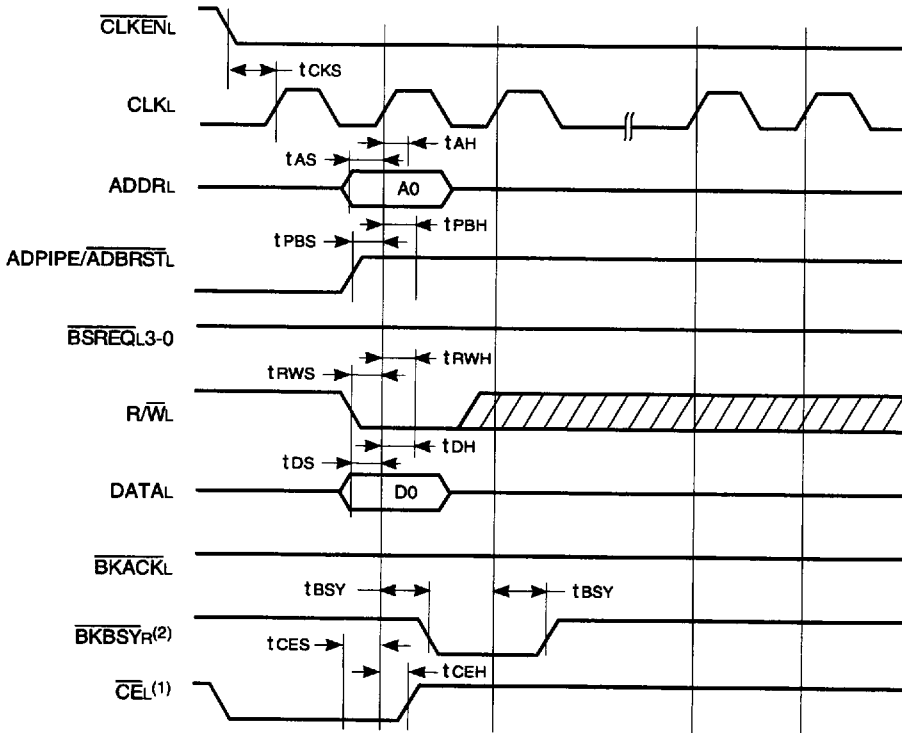 CLKENL
tCKS
CLKL
tAH
tAS
ADDRL
A0
tPBH
tPBS
ADPIPE/ADBRSTL
BSREQL3-0
tRWH
tRWS
R/WL
tDH
tDS
DATAL
D0
BKACKL
tBSY
tBSY
BKBSYR(2)
tCES
tCEH
CEL(1)